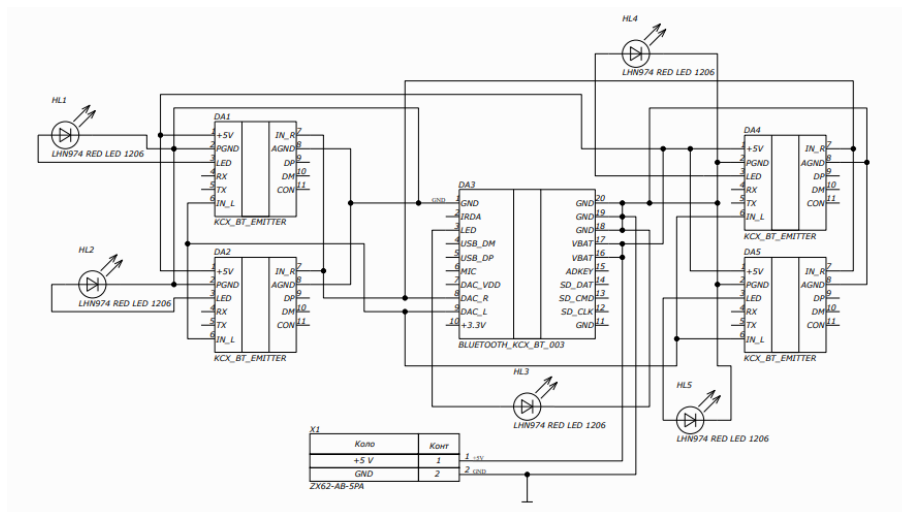 HL4
LHN974 RED LED 1206
HL1
LHN974 RED LED 1206
DA1
1 +5V IN_R 7
2 PGND AGND 8
3 LED DP 9
4 RX DM 10
5 TX CON 11
6 IN_L
KCX_BT_EMITTER
DA4
1 +5V IN_R 7
2 PGND AGND 8
3 LED DP 9
4 RX DM 10
5 TX CON 11
6 IN_L
KCX_BT_EMITTER
DA3
GND 1 GND GND 20
2 IRDA GND 19
3 LED GND 18
4 USB_DM VBAT 17
5 USB_DP VBAT 16
6 MIC ADKEY 15
7 DAC_VDD SD_DAT 14
8 DAC_R SD_CMD 13
9 DAC_L SD_CLK 12
10 +3.3V GND 11
BLUETOOTH_KCX_BT_003
HL2
LHN974 RED LED 1206
DA2
1 +5V IN_R 7
2 PGND AGND 8
3 LED DP 9
4 RX DM 10
5 TX CON 11
6 IN_L
KCX_BT_EMITTER
DA5
1 +5V IN_R 7
2 PGND AGND 8
3 LED DP 9
4 RX DM 10
5 TX CON 11
6 IN_L
KCX_BT_EMITTER
HL3
LHN974 RED LED 1206
HL5
LHN974 RED LED 1206
X1
Коло Конт
+5 V 1 1 +5V
GND 2 2 GND
ZX62-AB-5PA